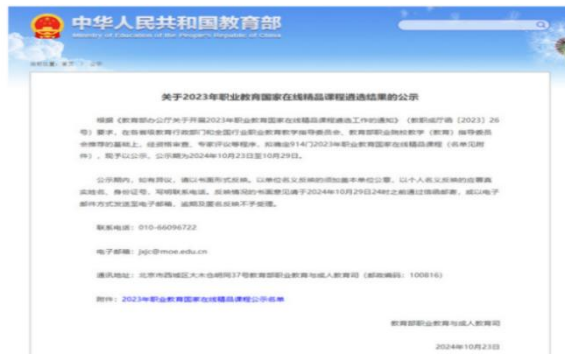 中华人民共和国教育部
Ministry of Education of the People's Republic of China
当前位置：首页 > 公示
关于2023年职业教育国家在线精品课程遴选结果的公示
根据《教育部办公厅关于开展2023年职业教育国家在线精品课程遴选工作的通知》（教职成厅函〔2023〕26
号）要求，在各省级教育行政部门和全国行业职业教育教学指导委员会、教育部职业院校教学（教育）指导委员
会推荐的基础上，经资格审查、专家评议等程序，拟确定914门2023年职业教育国家在线精品课程（名单见附
件），现予以公示，公示期为2024年10月23日至10月29日。
公示期内，如有异议，请以书面形式反映。以单位名义反映的须加盖本单位公章，以个人名义反映的应署真
实姓名、身份证号，写明联系电话。反映情况的书面意见请于2024年10月29日24时之前通过信函邮寄，或以电子
邮件方式发送至电子邮箱，逾期及匿名反映不予受理。
联系电话：010-66096722
电子邮箱：jxjc@moe.edu.cn
通讯地址：北京市西城区大木仓胡同37号教育部职业教育与成人教育司（邮政编码：100816）
附件：2023年职业教育国家在线精品课程公示名单
教育部职业教育与成人教育司
2024年10月23日